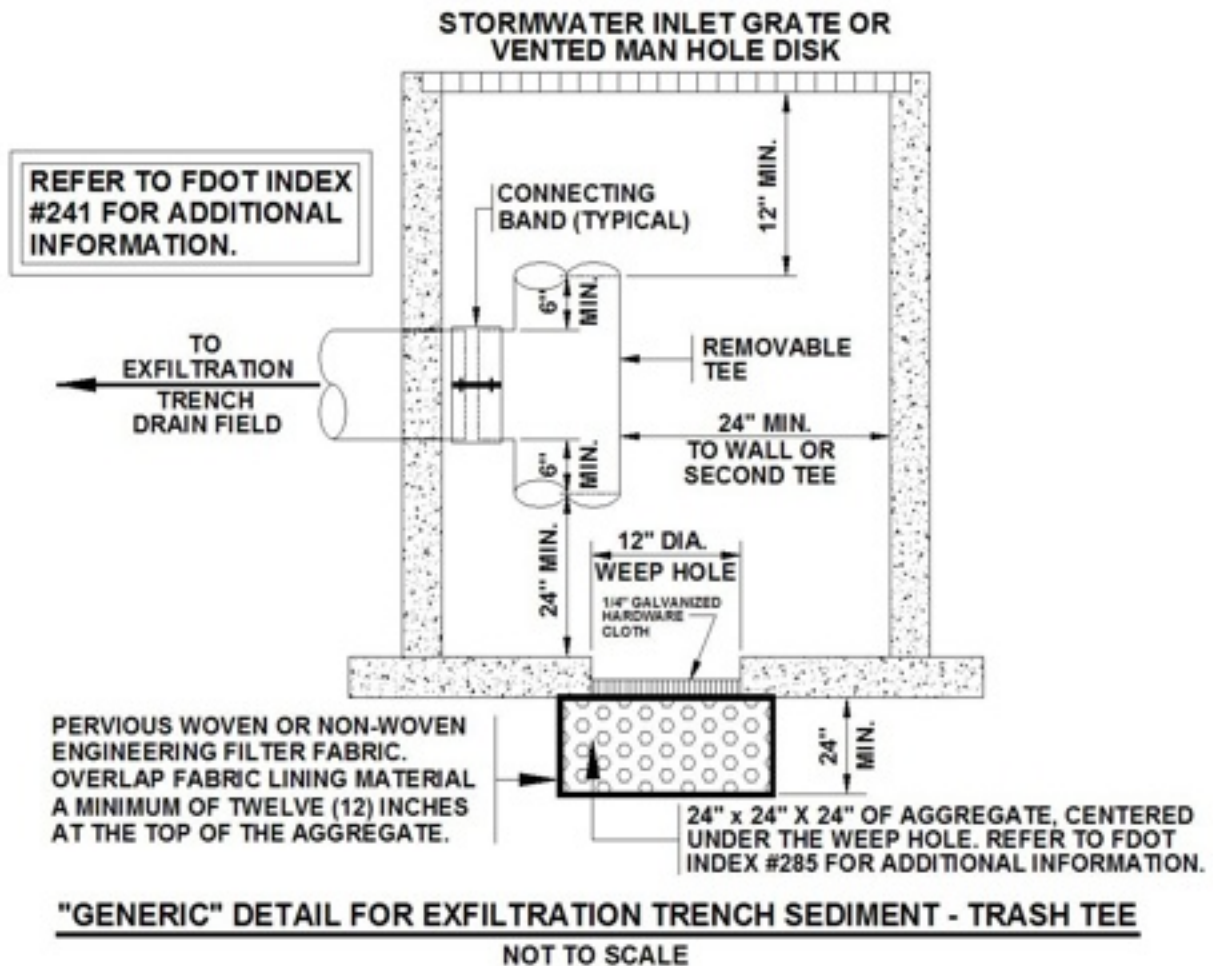 STORMWATER INLET GRATE OR
VENTED MAN HOLE DISK
REFER TO FDOT INDEX
#241 FOR ADDITIONAL
INFORMATION.
CONNECTING
BAND (TYPICAL)
12" MIN.
6"
MIN.
TO
EXFILTRATION
TRENCH
DRAIN FIELD
REMOVABLE
TEE
24" MIN.
TO WALL OR
SECOND TEE
6"
MIN.
24" MIN.
12" DIA.
WEEP HOLE
1/4" GALVANIZED
HARDWARE
CLOTH
PERVIOUS WOVEN OR NON-WOVEN
ENGINEERING FILTER FABRIC.
OVERLAP FABRIC LINING MATERIAL
A MINIMUM OF TWELVE (12) INCHES
AT THE TOP OF THE AGGREGATE.
24"
MIN.
24" x 24" X 24" OF AGGREGATE, CENTERED
UNDER THE WEEP HOLE. REFER TO FDOT
INDEX #285 FOR ADDITIONAL INFORMATION.
"GENERIC" DETAIL FOR EXFILTRATION TRENCH SEDIMENT - TRASH TEE
NOT TO SCALE